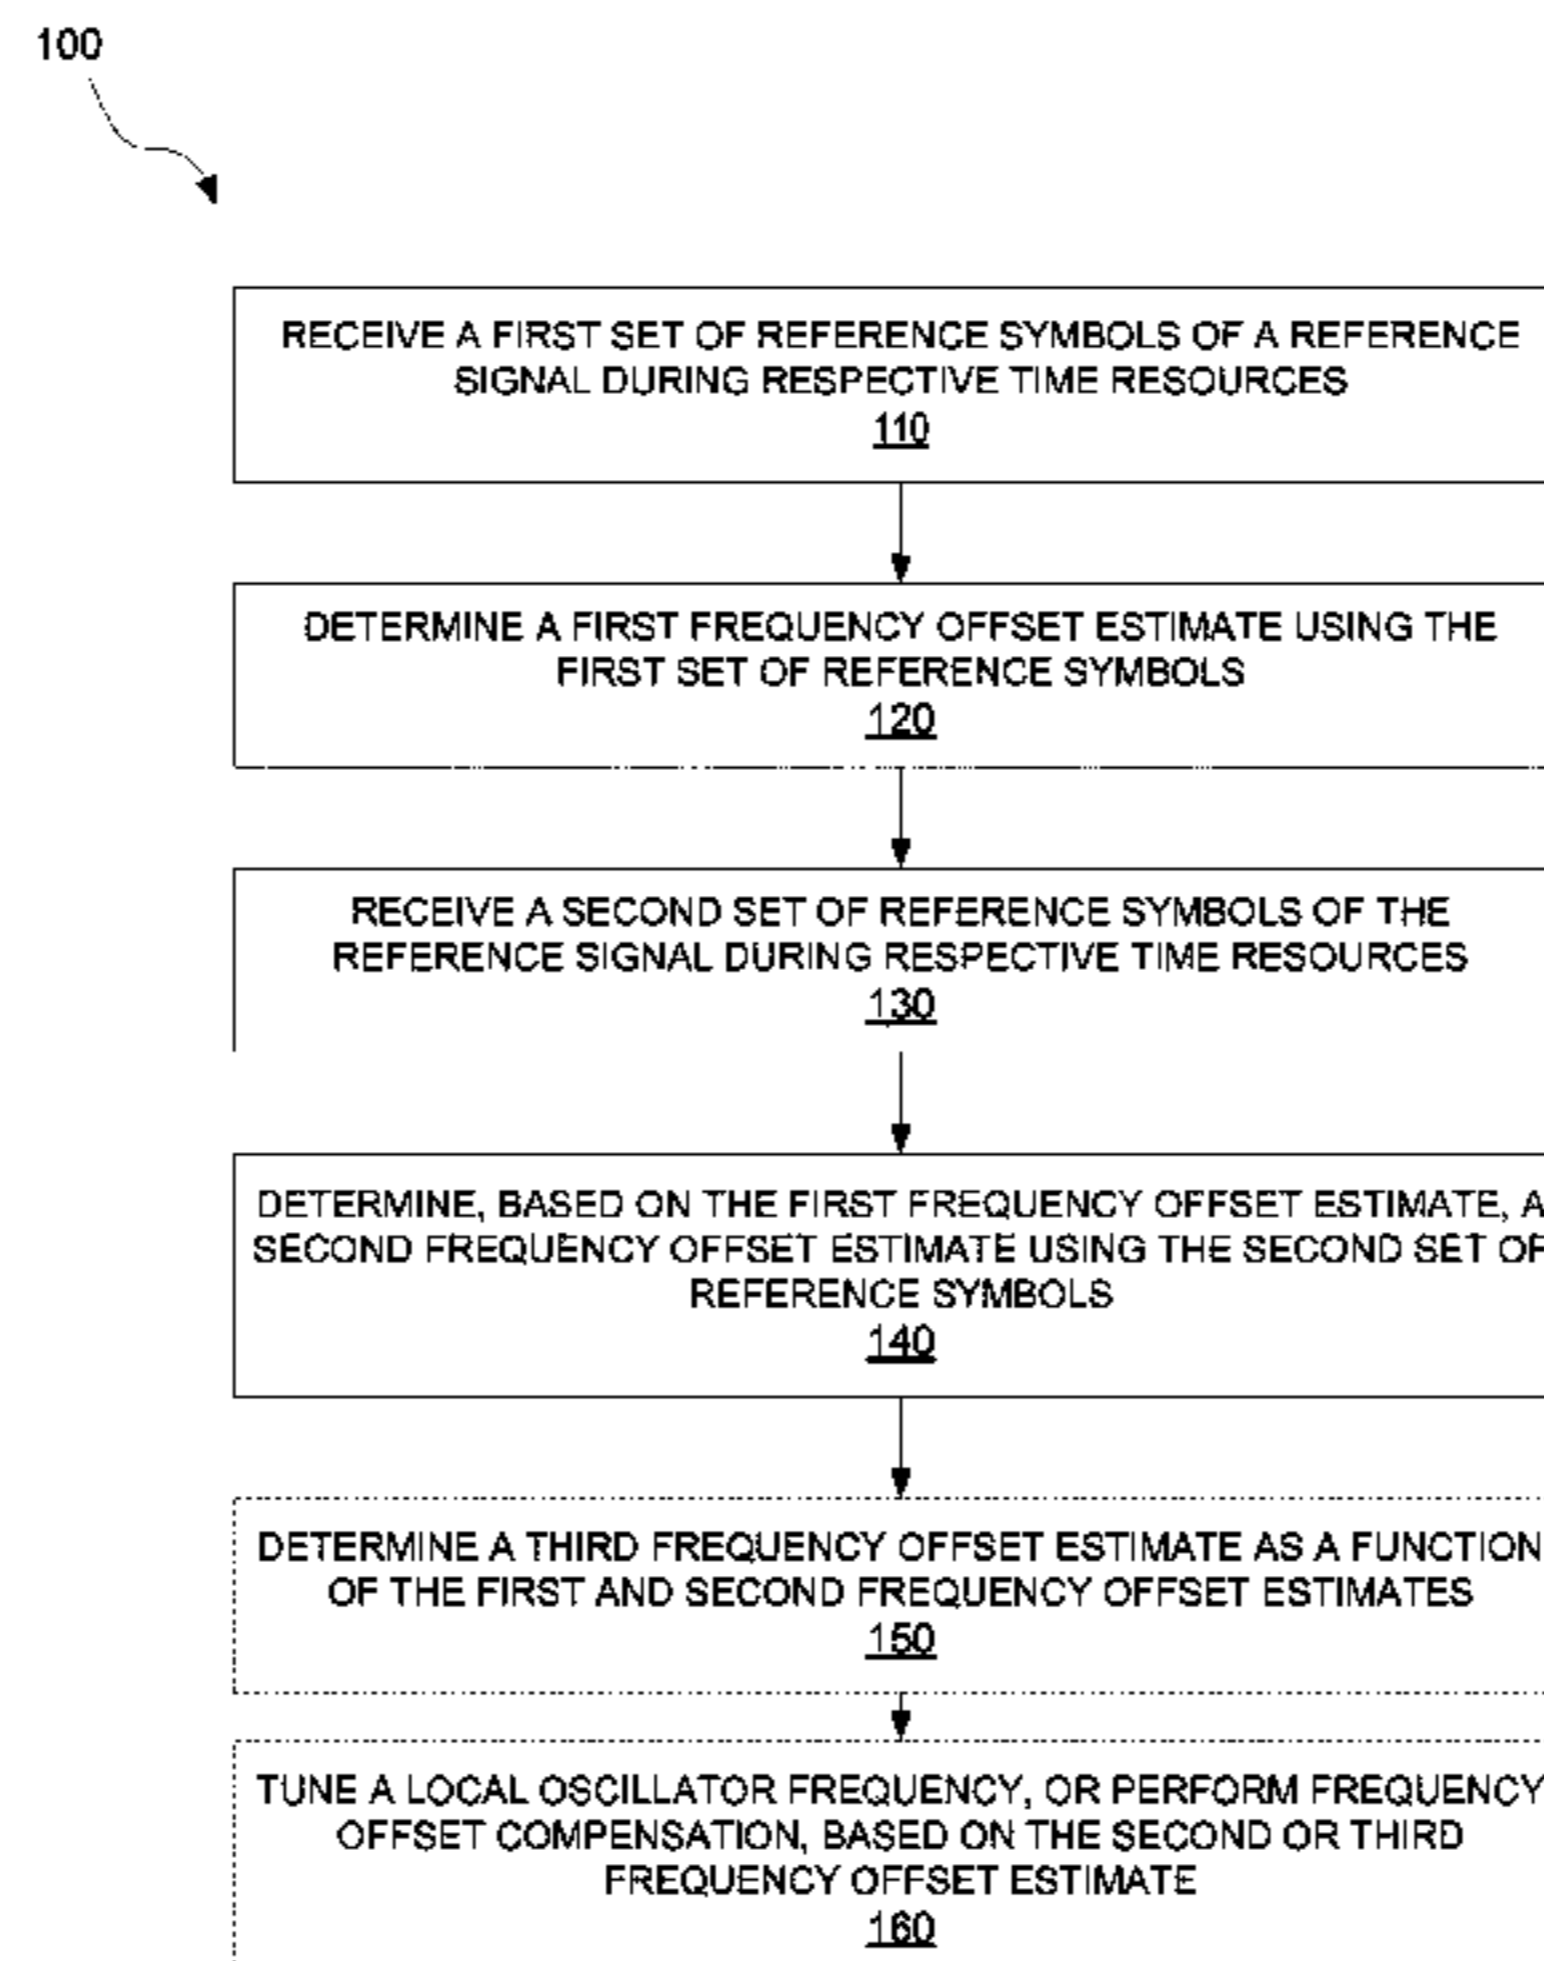 100
RECEIVE A FIRST SET OF REFERENCE SYMBOLS OF A REFERENCE
SIGNAL DURING RESPECTIVE TIME RESOURCES
110
DETERMINE A FIRST FREQUENCY OFFSET ESTIMATE USING THE
FIRST SET OF REFERENCE SYMBOLS
120
RECEIVE A SECOND SET OF REFERENCE SYMBOLS OF THE
REFERENCE SIGNAL DURING RESPECTIVE TIME RESOURCES
130
DETERMINE, BASED ON THE FIRST FREQUENCY OFFSET ESTIMATE, A
SECOND FREQUENCY OFFSET ESTIMATE USING THE SECOND SET OF
REFERENCE SYMBOLS
140
DETERMINE A THIRD FREQUENCY OFFSET ESTIMATE AS A FUNCTION
OF THE FIRST AND SECOND FREQUENCY OFFSET ESTIMATES
150
TUNE A LOCAL OSCILLATOR FREQUENCY, OR PERFORM FREQUENCY
OFFSET COMPENSATION, BASED ON THE SECOND OR THIRD
FREQUENCY OFFSET ESTIMATE
160